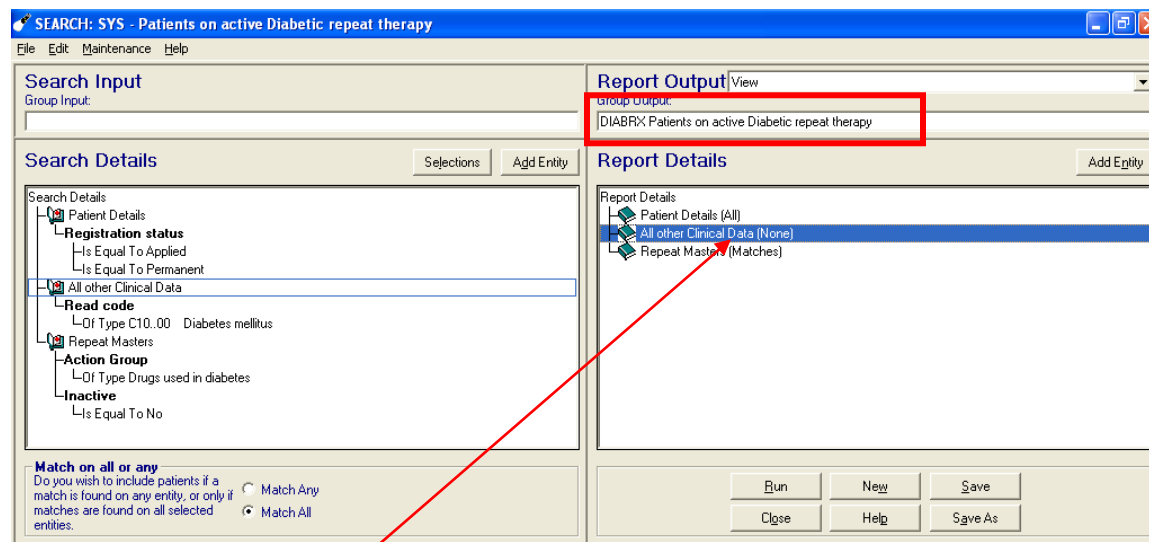 SEARCH: SYS - Patients on active Diabetic repeat therapy
File Edit Maintenance Help
Search Input
Group Input:
Report Output View
Group Output:
DIABRX Patients on active Diabetic repeat therapy
Search Details Selections Add Entity
Search Details
Patient Details
Registration status
Is Equal To Applied
Is Equal To Permanent
All other Clinical Data
Read code
Of Type C10..00 Diabetes mellitus
Repeat Masters
Action Group
Of Type Drugs used in diabetes
Inactive
Is Equal To No
Report Details Add Entity
Report Details
Patient Details (All)
All other Clinical Data (None)
Repeat Masters (Matches)
Match on all or any
Do you wish to include patients if a
match is found on any entity, or only if
matches are found on all selected
entities.
Match Any
Match All
Run New Save
Close Help Save As